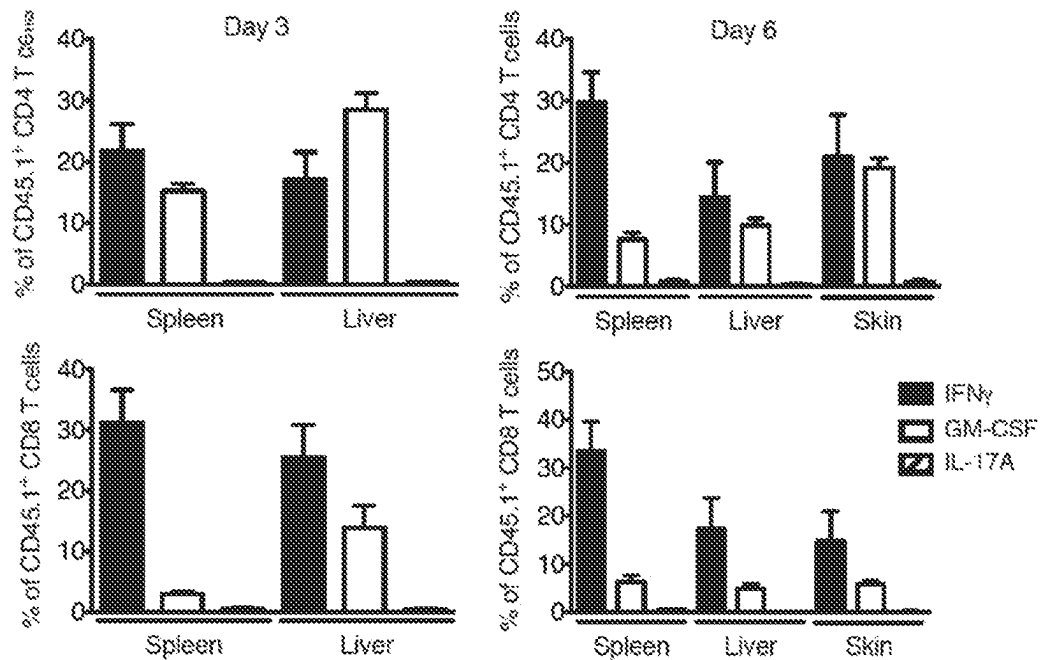 Day 3
% of CD45.1+ CD4 T
40
30
20
10
0
Spleen Liver
Day 6
% of CD45.1+ CD4 T cells
40
30
20
10
0
Spleen Liver Skin
% of CD45.1+ CD8 T cells
40
30
20
10
0
Spleen Liver
% of CD45.1+ CD8 T cells
50
40
30
20
10
0
Spleen Liver Skin
IFNγ
GM-CSF
IL-17A